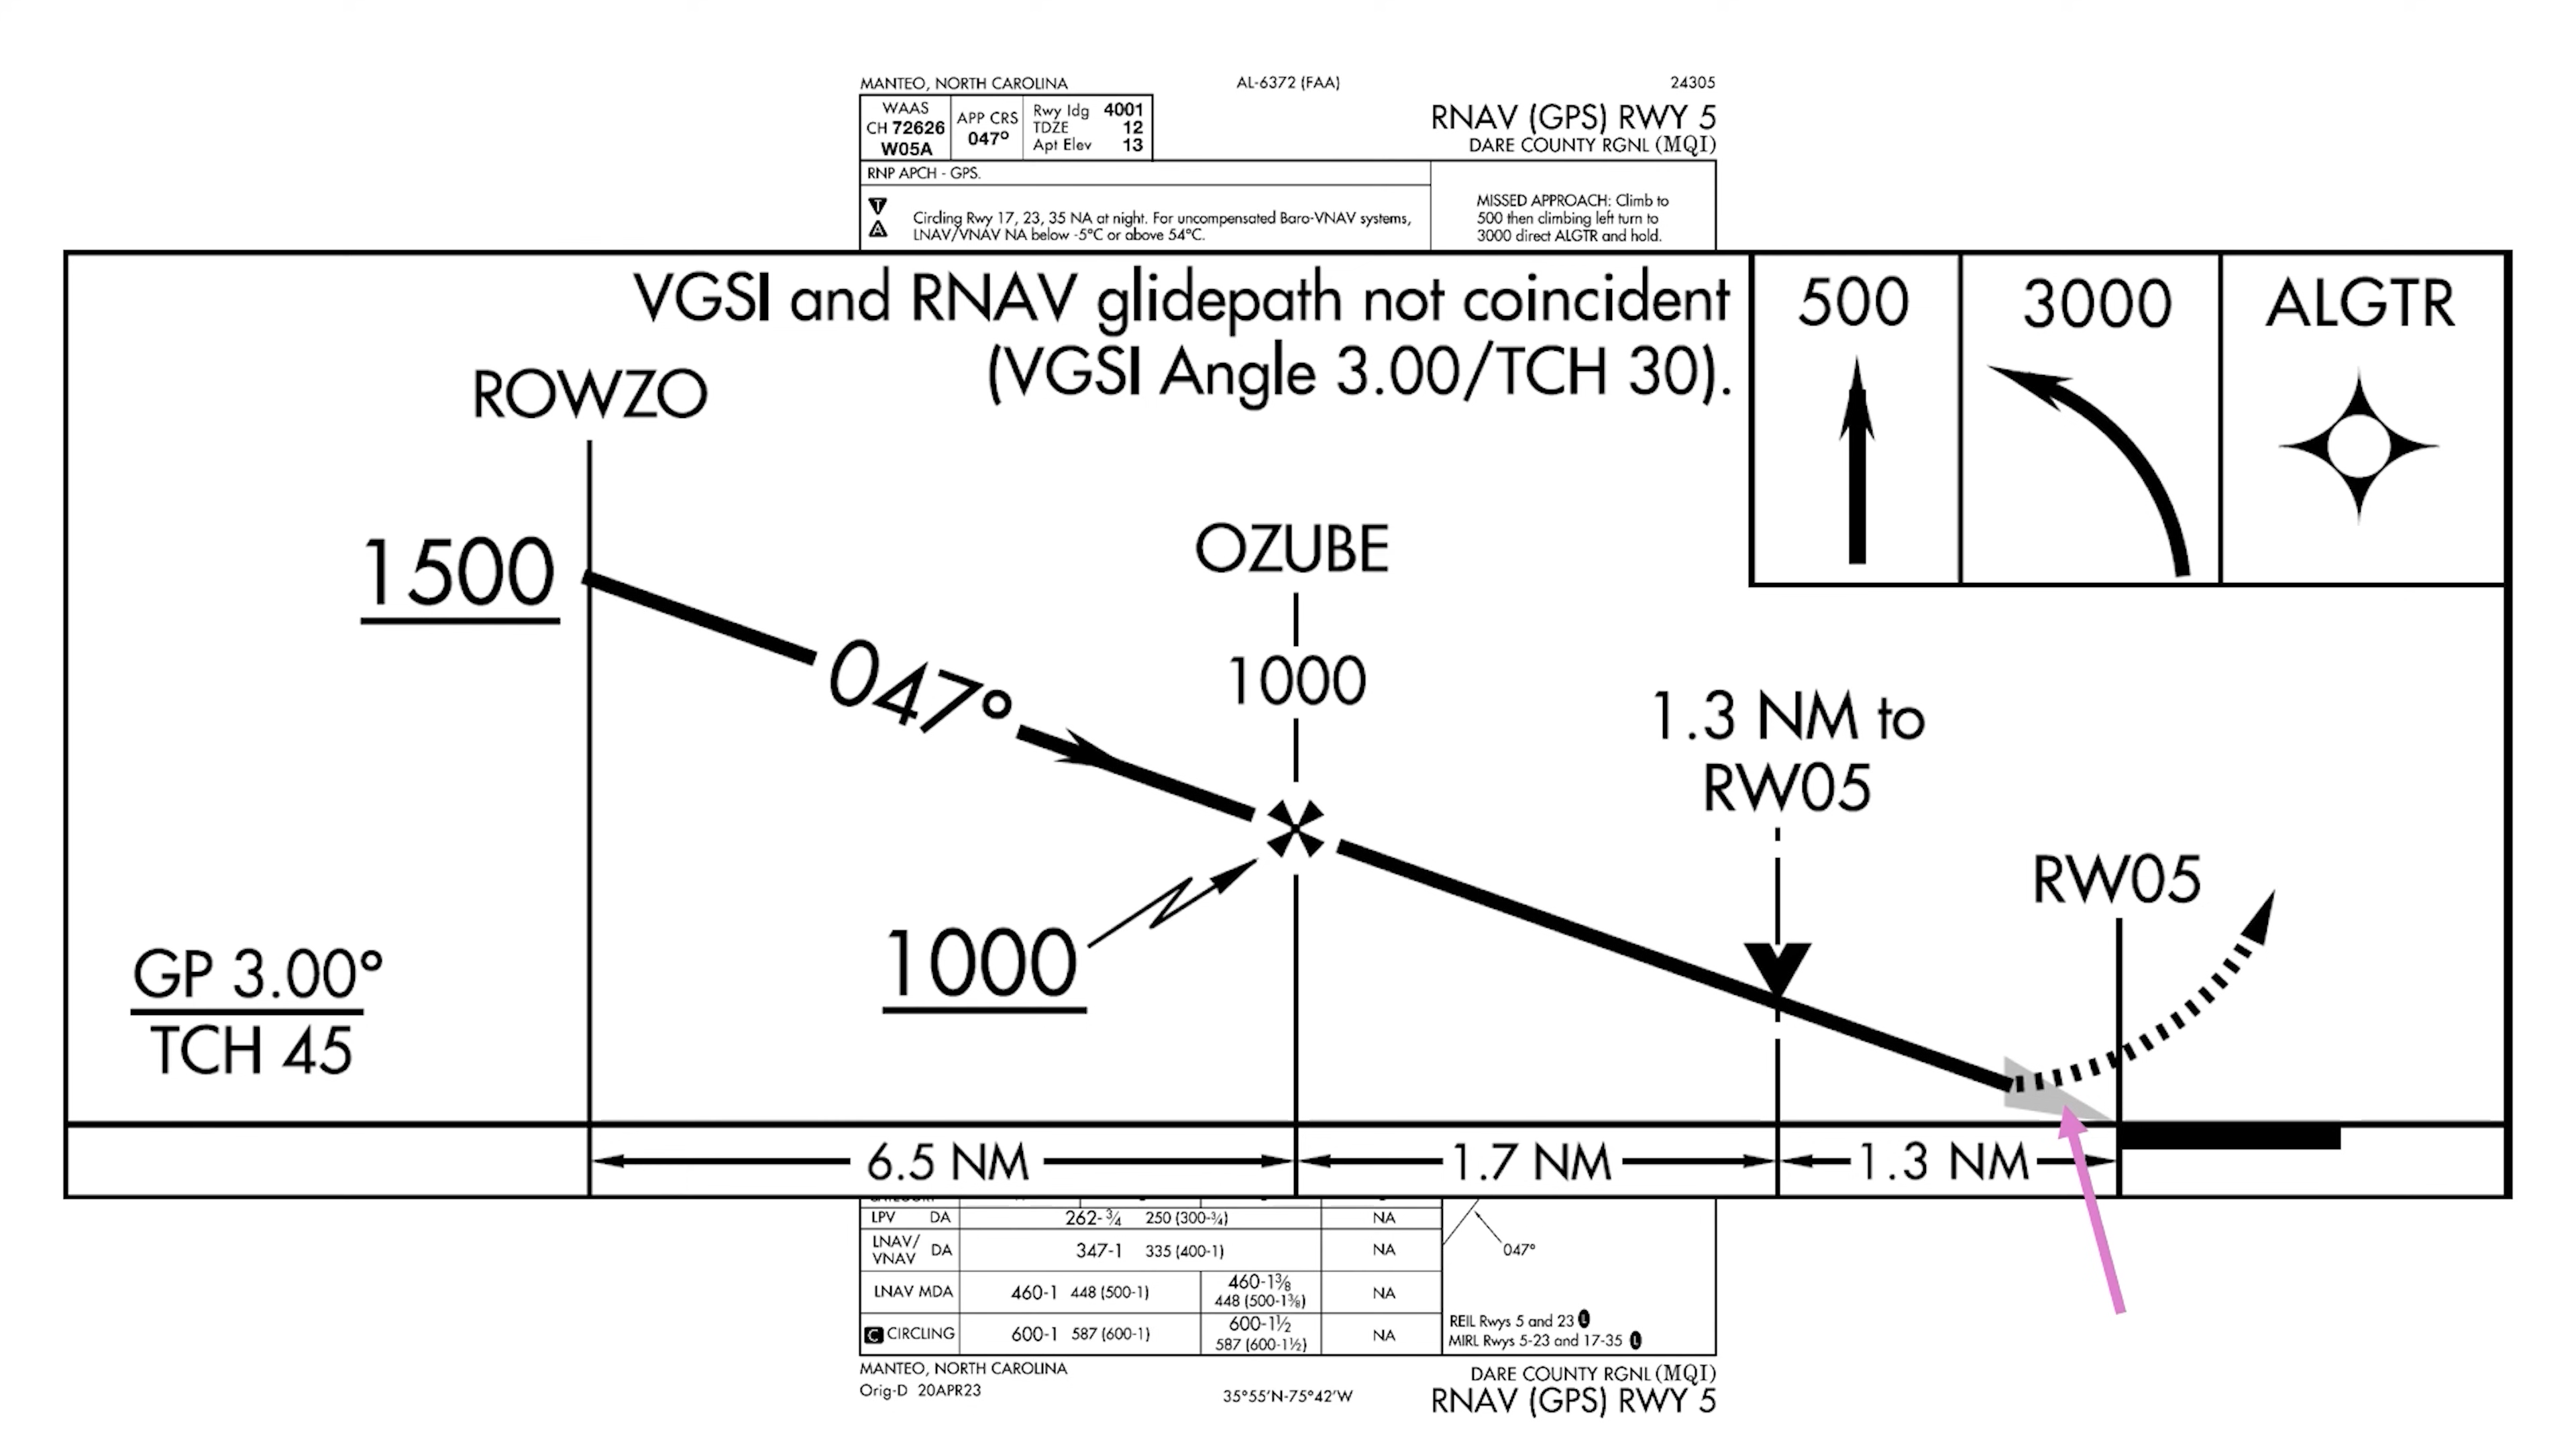 MANTEO, NORTH CAROLINA
AL-6372 (FAA)
24305
WAAS
CH 72626
W05A
APP CRS
047°
Rwy ldg 4001
TDZE 12
Apt Elev 13
RNAV (GPS) RWY 5
DARE COUNTY RGNL (MQI)
RNP APCH - GPS.
T
A
Circling Rwy 17, 23, 35 NA at night. For uncompensated Baro-VNAV systems,
LNAV/VNAV NA below -5°C or above 54°C.
MISSED APPROACH: Climb to
500 then climbing left turn to
3000 direct ALGTR and hold.
VGSI and RNAV glidepath not coincident
(VGSI Angle 3.00/TCH 30).
500
3000
ALGTR
ROWZO
1500
047°
OZUBE
1000
1000
1.3 NM to
RW05
RW05
GP 3.00°
TCH 45
6.5 NM
1.7 NM
1.3 NM
LPV DA 262-¾ 250 (300-¾) NA
LNAV/
VNAV DA 347-1 335 (400-1) NA
LNAV MDA 460-1 448 (500-1) 460-1⅜
448 (500-1⅜) NA
C CIRCLING 600-1 587 (600-1) 600-1½
587 (600-1½) NA
047°
REIL Rwys 5 and 23 L
MIRL Rwys 5-23 and 17-35 L
MANTEO, NORTH CAROLINA
Orig-D 20APR23
35°55'N-75°42'W
DARE COUNTY RGNL (MQI)
RNAV (GPS) RWY 5